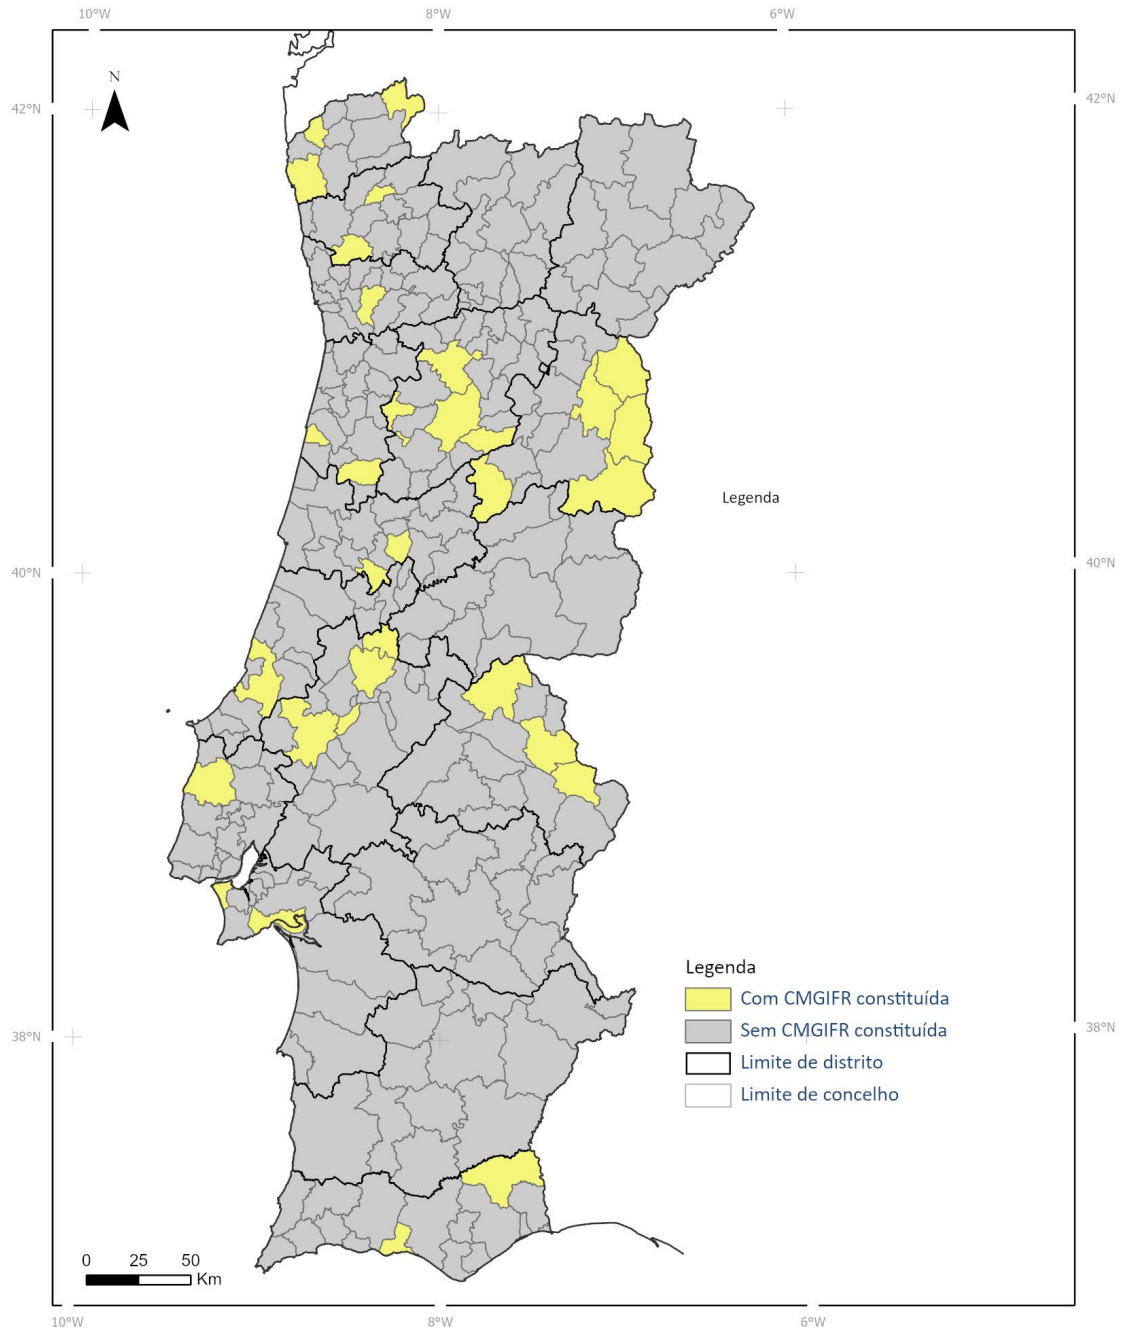 10°W 8°W 6°W
N
42°N 42°N
Legenda
40°N 40°N
Legenda
Com CMGIFR constituída
Sem CMGIFR constituída
38°N 38°N
Limite de distrito
Limite de concelho
0 25 50
Km
10°W 8°W 6°W